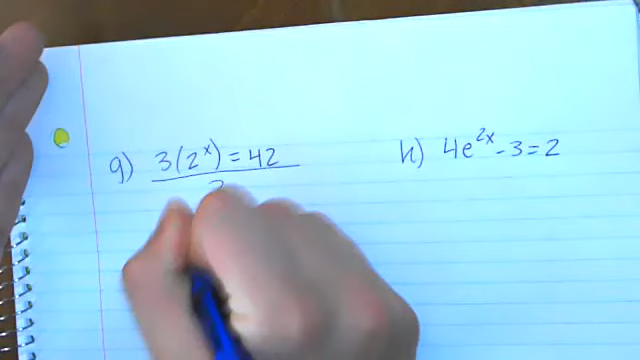 g) 3(2^x) = 42
h) 4e^{2x} - 3 = 2